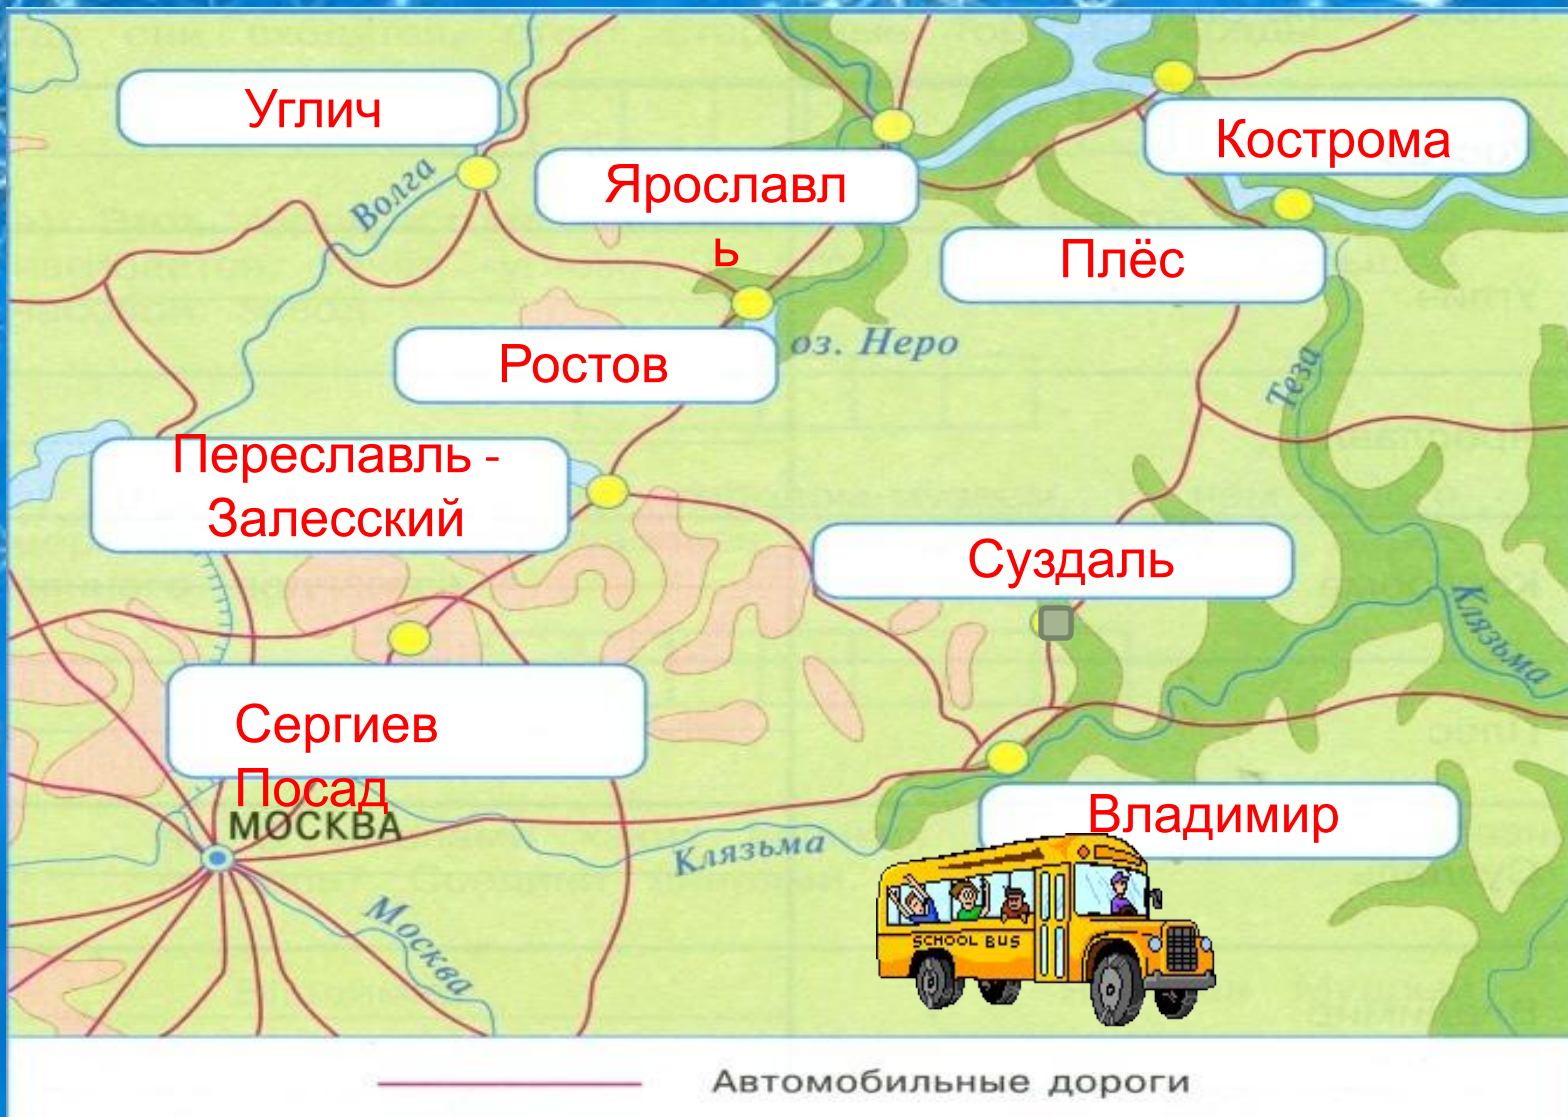 Углич
Кострома
Волга
Ярославл
ь
Плёс
Ростов
оз. Неро
Теза
Переславль -
Залесский
Суздаль
Клязьма
Сергиев
Посад
МОСКВА
Владимир
Клязьма
Москва
SCHOOL BUS
Автомобильные дороги